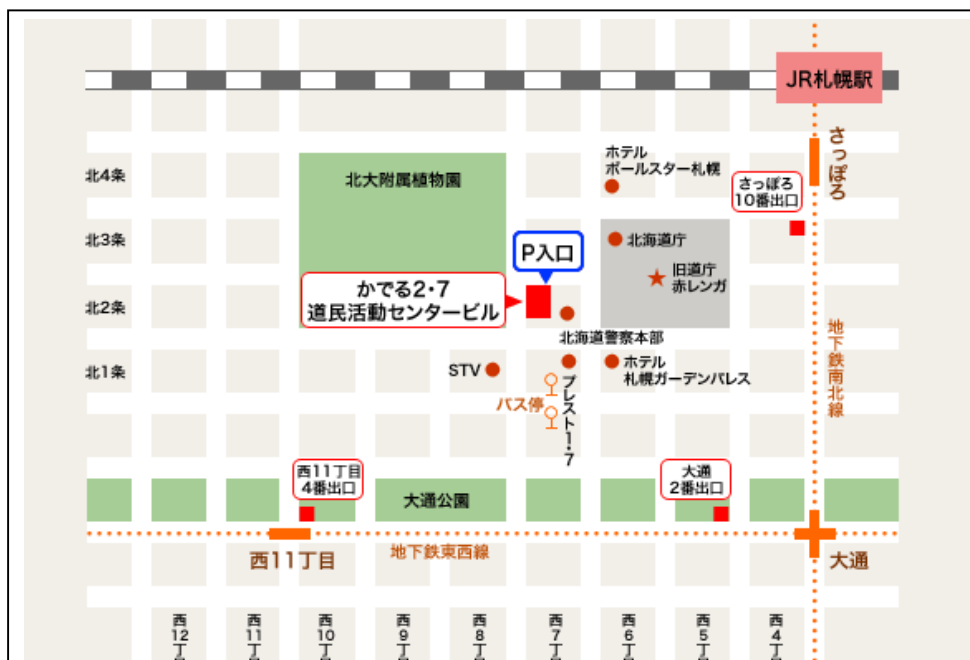 JR札幌駅
さっぽろ
ホテル
ポールスター札幌
さっぽろ
10番出口
北4条
北大附属植物園
北3条
P入口
北海道庁
旧道庁
赤レンガ
かでる2・7
道民活動センタービル
北2条
北海道警察本部
地下鉄南北線
北1条
STV
ホテル
札幌ガーデンパレス
バス停
プレスト1・7
西11丁目
4番出口
大通公園
大通
2番出口
地下鉄東西線
西11丁目
大通
西12丁目
西11丁目
西10丁目
西9丁目
西8丁目
西7丁目
西6丁目
西5丁目
西4丁目